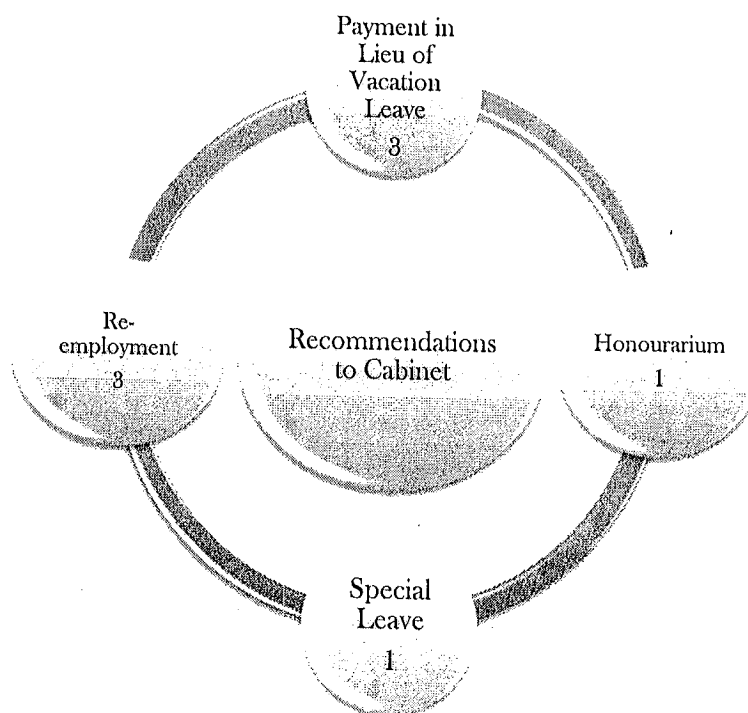 Payment in
Lieu of
Vacation
Leave
3
Re-
employment
3
Recommendations
to Cabinet
Honourarium
1
Special
Leave
1